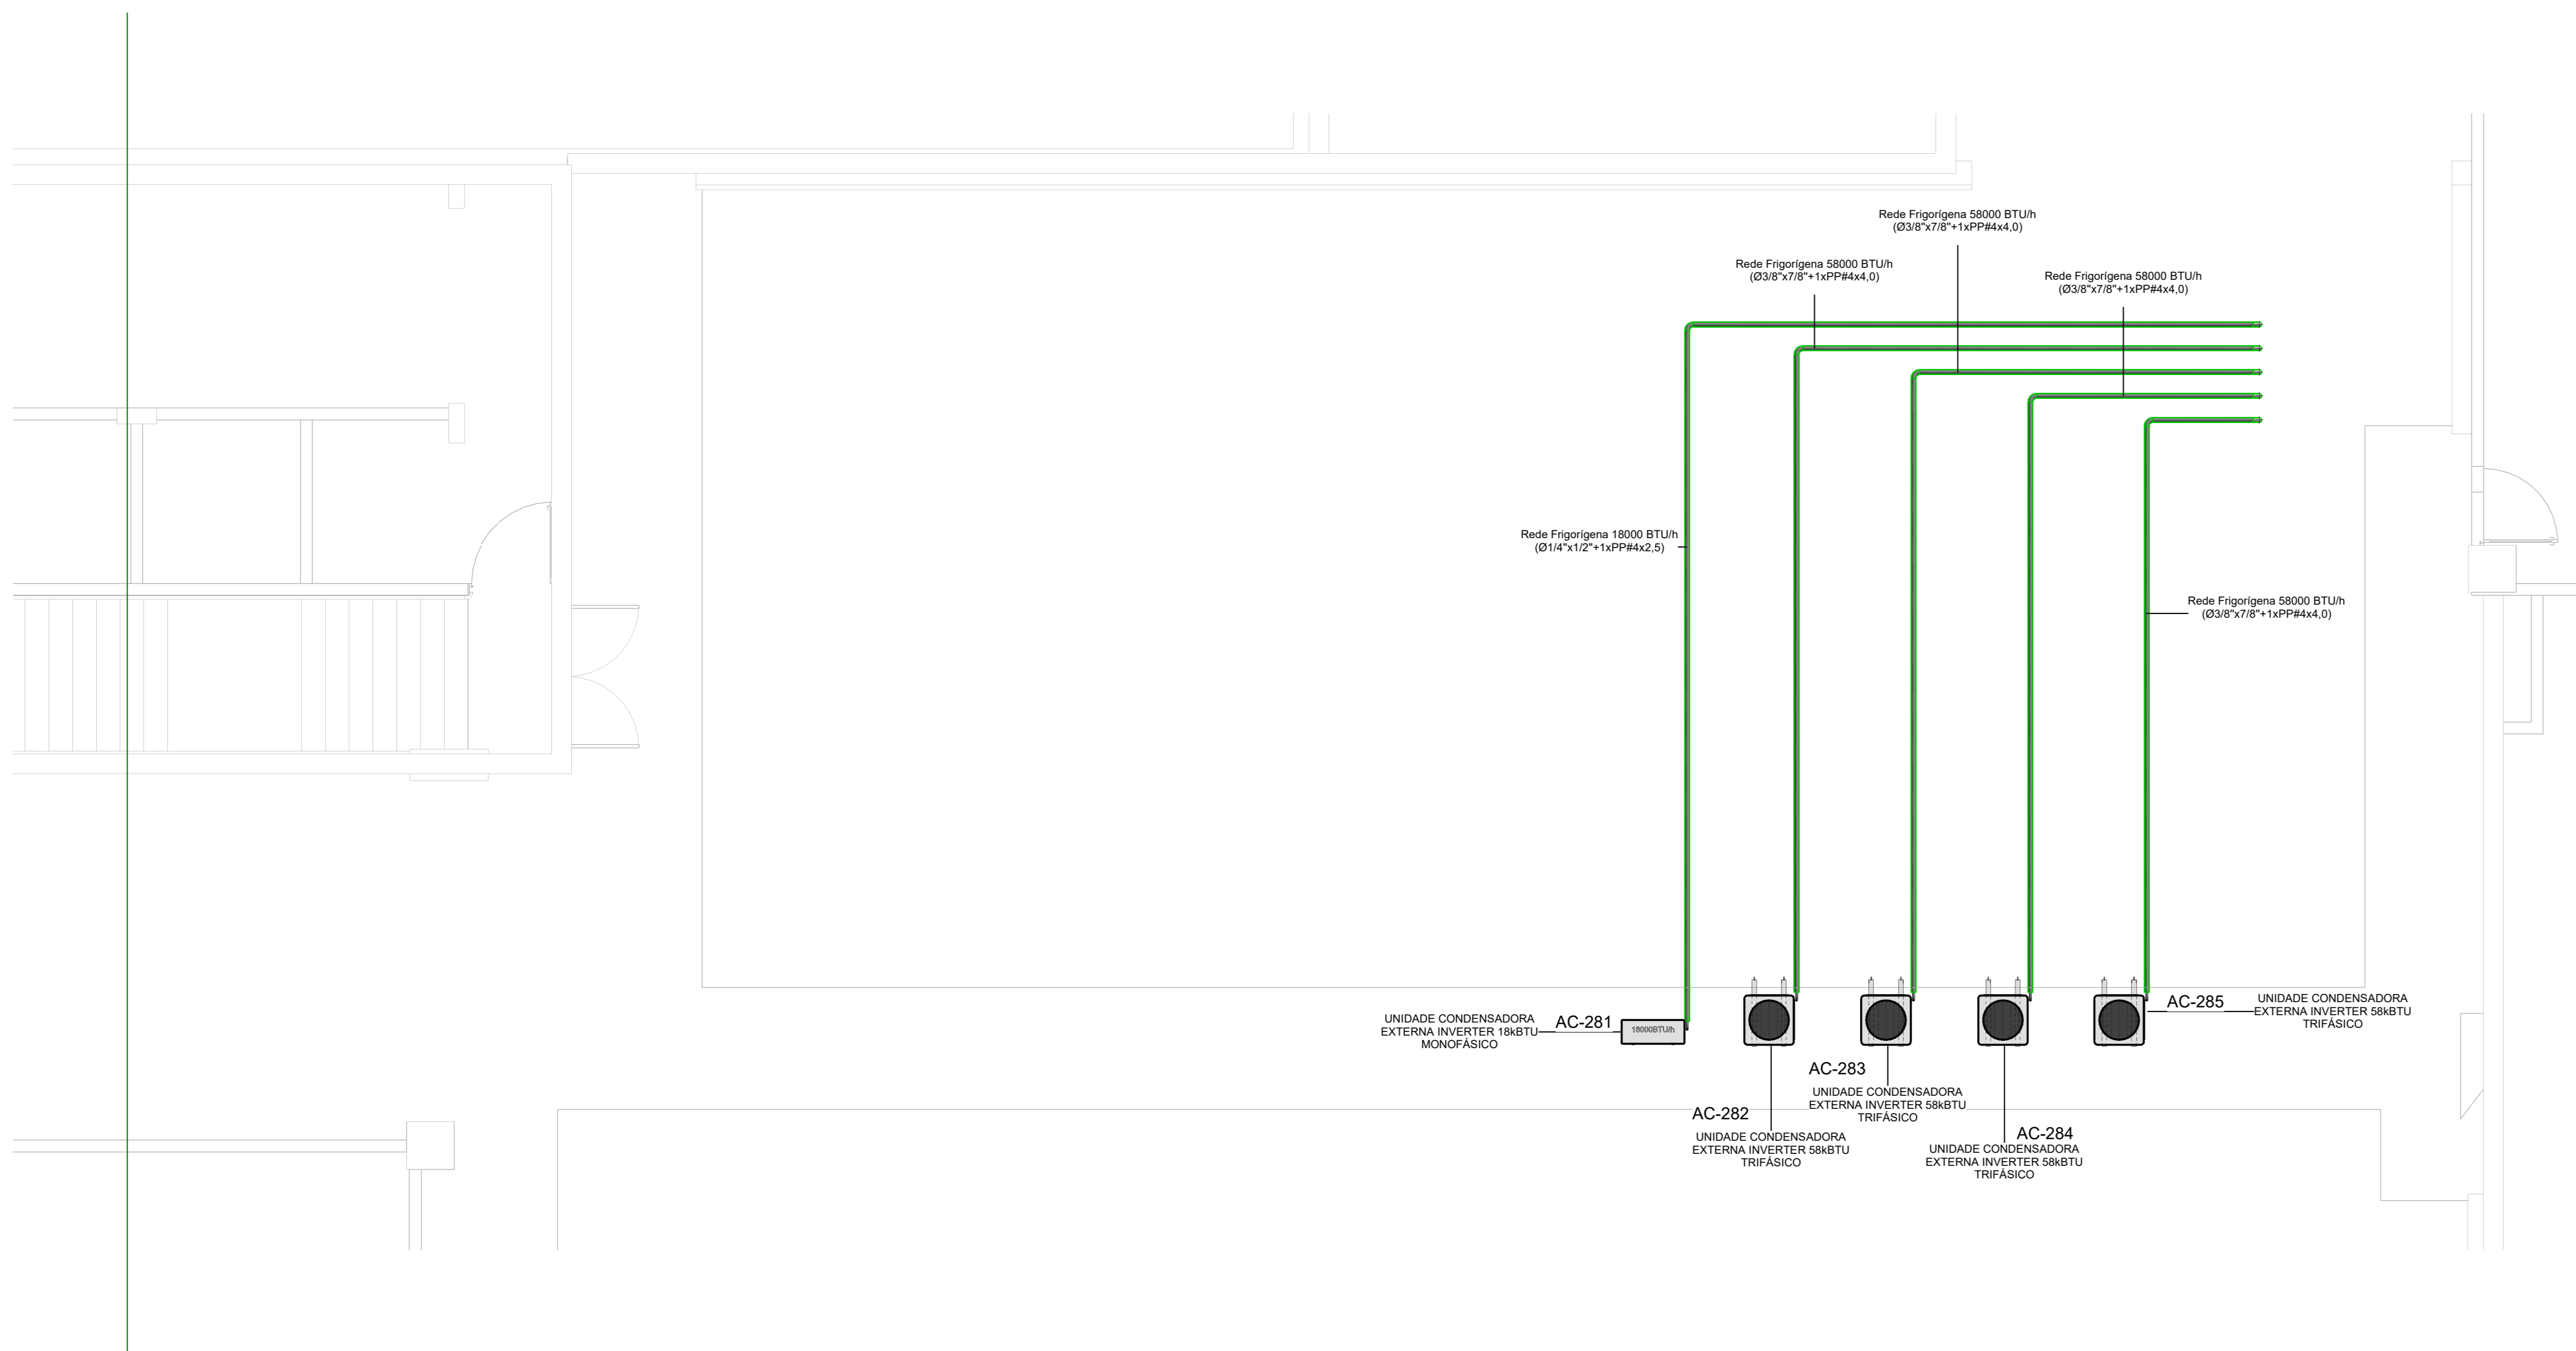 Rede Frigorígena 58000 BTU/h
(Ø3/8"x7/8"+1xPP#4x4,0)
Rede Frigorígena 58000 BTU/h
(Ø3/8"x7/8"+1xPP#4x4,0)
Rede Frigorígena 58000 BTU/h
(Ø3/8"x7/8"+1xPP#4x4,0)
Rede Frigorígena 18000 BTU/h
(Ø1/4"x1/2"+1xPP#4x2,5)
Rede Frigorígena 58000 BTU/h
(Ø3/8"x7/8"+1xPP#4x4,0)
UNIDADE CONDENSADORA
EXTERNA INVERTER 18kBTU
MONOFÁSICO
AC-281
18000BTU/h
AC-285
UNIDADE CONDENSADORA
EXTERNA INVERTER 58kBTU
TRIFÁSICO
AC-283
UNIDADE CONDENSADORA
EXTERNA INVERTER 58kBTU
TRIFÁSICO
AC-282
UNIDADE CONDENSADORA
EXTERNA INVERTER 58kBTU
TRIFÁSICO
AC-284
UNIDADE CONDENSADORA
EXTERNA INVERTER 58kBTU
TRIFÁSICO